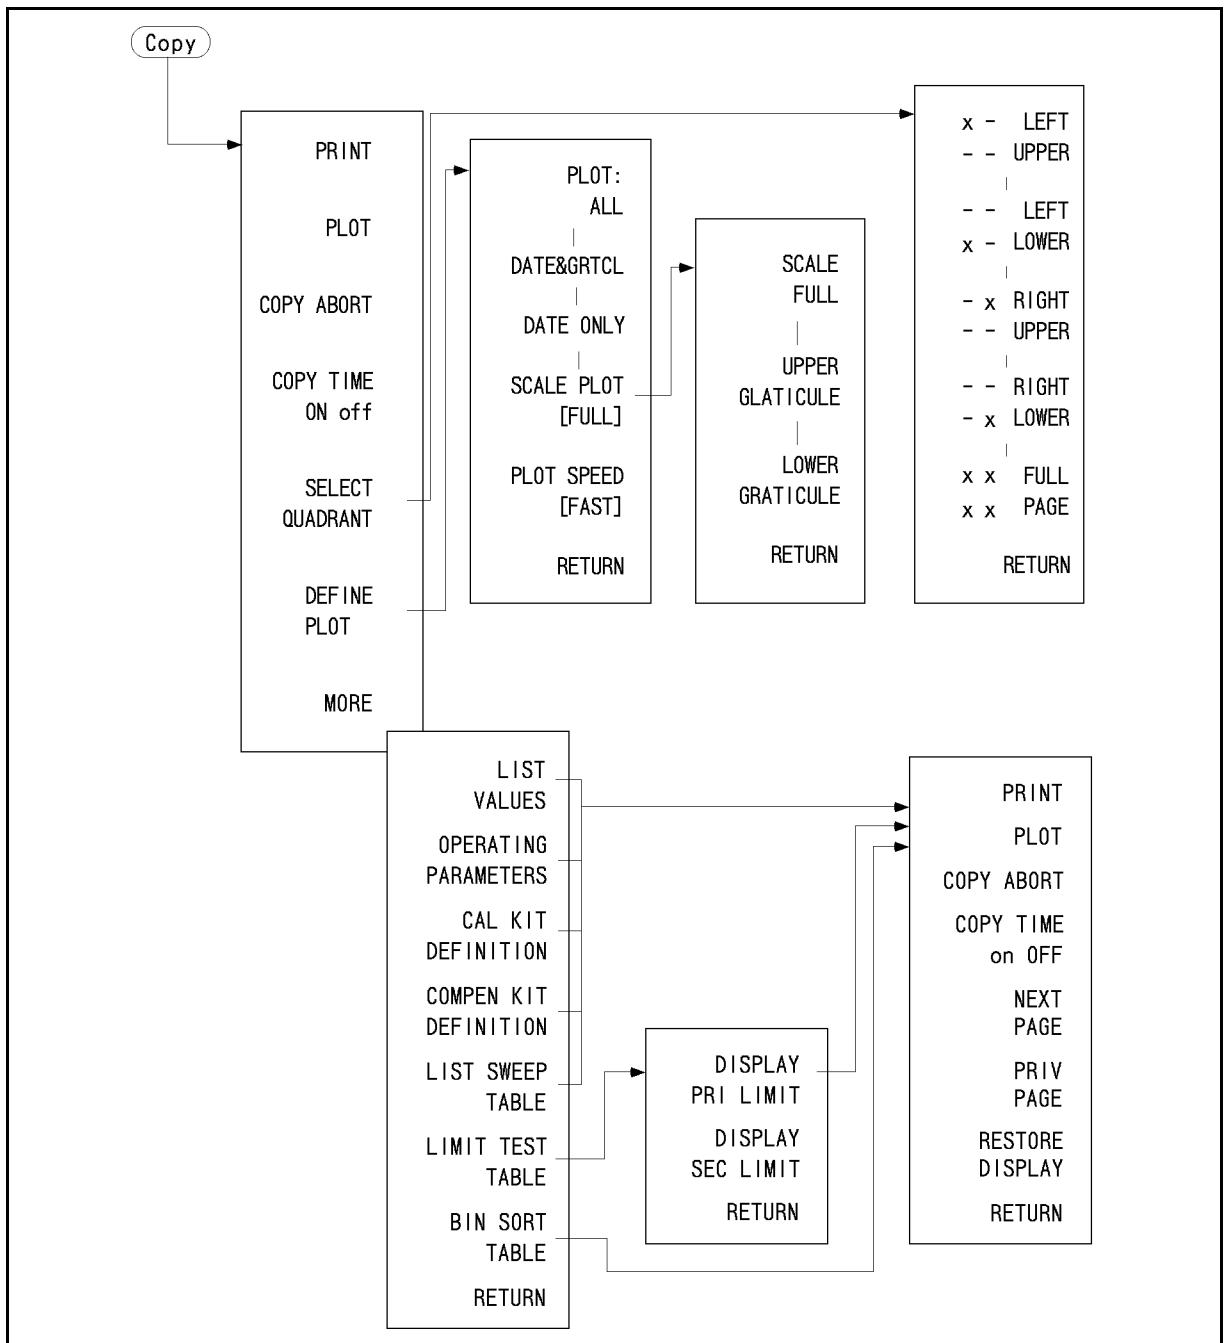 Copy
PRINT
PLOT
COPY ABORT
COPY TIME
ON off
SELECT
QUADRANT
DEFINE
PLOT
MORE
PLOT:
ALL
DATE&GRTCL
DATE ONLY
SCALE PLOT
[FULL]
PLOT SPEED
[FAST]
RETURN
SCALE
FULL
UPPER
GLATICULE
LOWER
GRATICULE
RETURN
x - LEFT
- - UPPER
- - LEFT
x - LOWER
- x RIGHT
- - UPPER
- - RIGHT
- x LOWER
x x FULL
x x PAGE
RETURN
LIST
VALUES
OPERATING
PARAMETERS
CAL KIT
DEFINITION
COMPEN KIT
DEFINITION
LIST SWEEP
TABLE
LIMIT TEST
TABLE
BIN SORT
TABLE
RETURN
DISPLAY
PRI LIMIT
DISPLAY
SEC LIMIT
RETURN
PRINT
PLOT
COPY ABORT
COPY TIME
on OFF
NEXT
PAGE
PRIV
PAGE
RESTORE
DISPLAY
RETURN